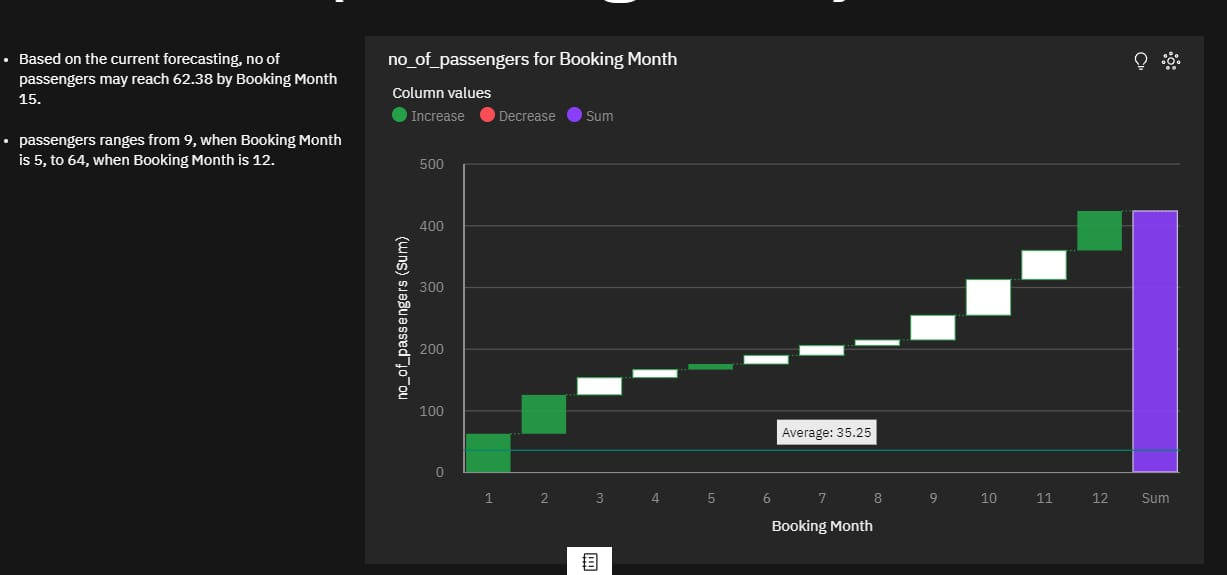 • Based on the current forecasting, no of
passengers may reach 62.38 by Booking Month
15.
• passengers ranges from 9, when Booking Month
is 5, to 64, when Booking Month is 12.
no_of_passengers for Booking Month
Column values
Increase Decrease Sum
no_of_passengers (Sum)
500
400
300
200
100
0
Average: 35.25
1 2 3 4 5 6 7 8 9 10 11 12 Sum
Booking Month